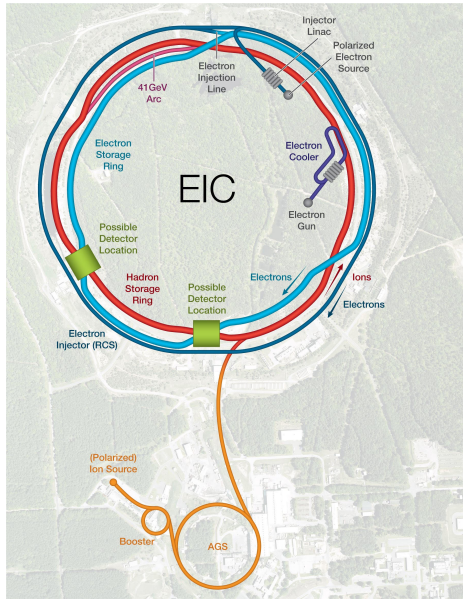 Injector
Linac
Polarized
Electron
Source
Electron
Injection
Line
41GeV
Arc
Electron
Storage
Ring
Electron
Cooler
EIC
Electron
Gun
Possible
Detector
Location
Hadron
Storage
Ring
Possible
Detector
Location
Electrons
Ions
Electrons
Electron
Injector (RCS)
(Polarized)
Ion Source
Booster
AGS